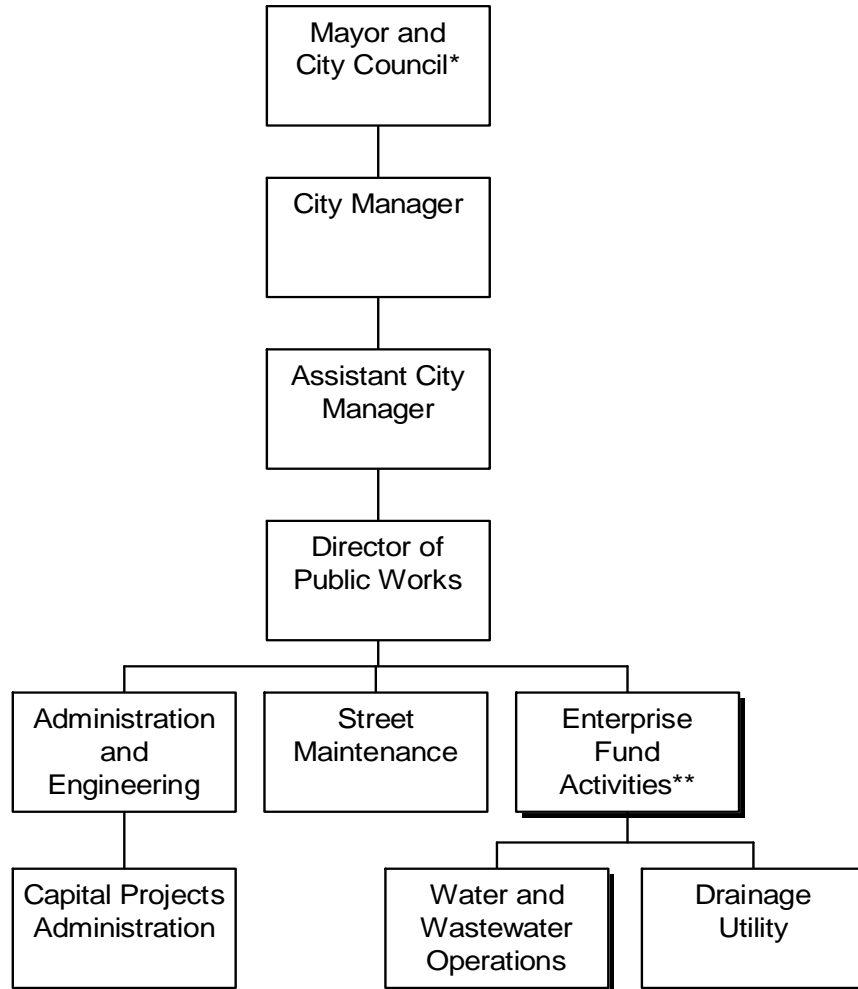 Mayor and
City Council*
City Manager
Assistant City
Manager
Director of
Public Works
Administration
and
Engineering
Street
Maintenance
Enterprise
Fund
Activities**
Capital Projects
Administration
Water and
Wastewater
Operations
Drainage
Utility